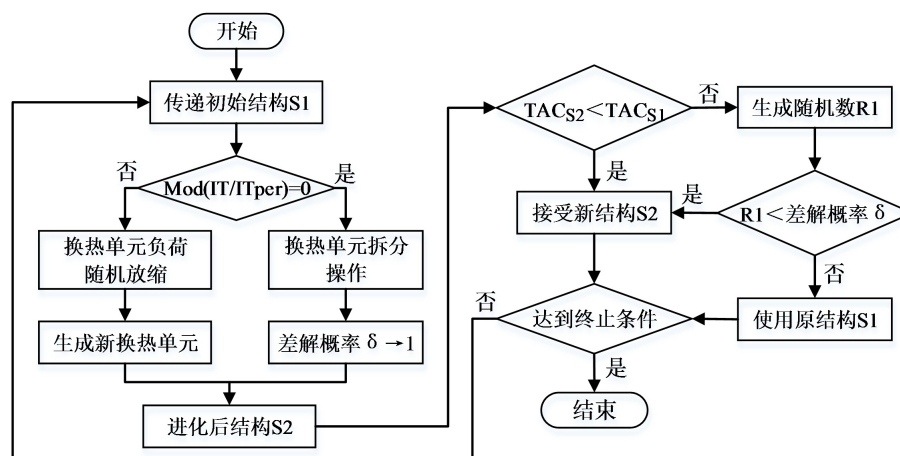 开始
传递初始结构S1
Mod(IT/ITper)=0
否
是
换热单元负荷
随机放缩
换热单元拆分
操作
生成新换热单元
差解概率 δ →1
进化后结构S2
TACS2＜TACS1
否
生成随机数R1
是
接受新结构S2
是
R1＜差解概率 δ
否
否
达到终止条件
使用原结构S1
是
结束